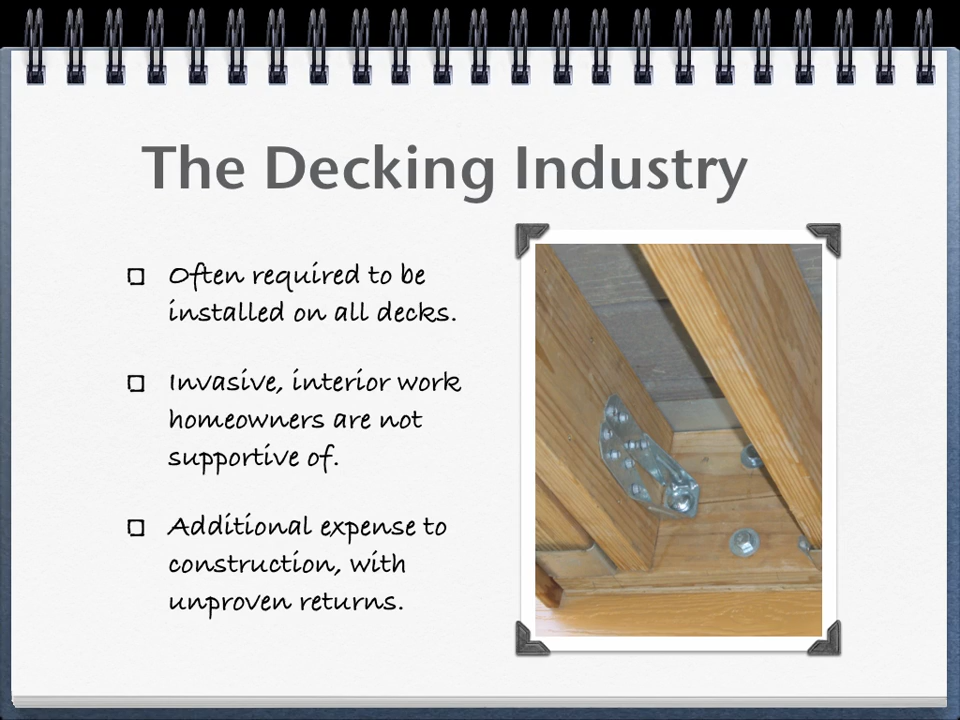 The Decking Industry
Often required to be
installed on all decks.
Invasive, interior work
homeowners are not
supportive of.
Additional expense to
construction, with
unproven returns.